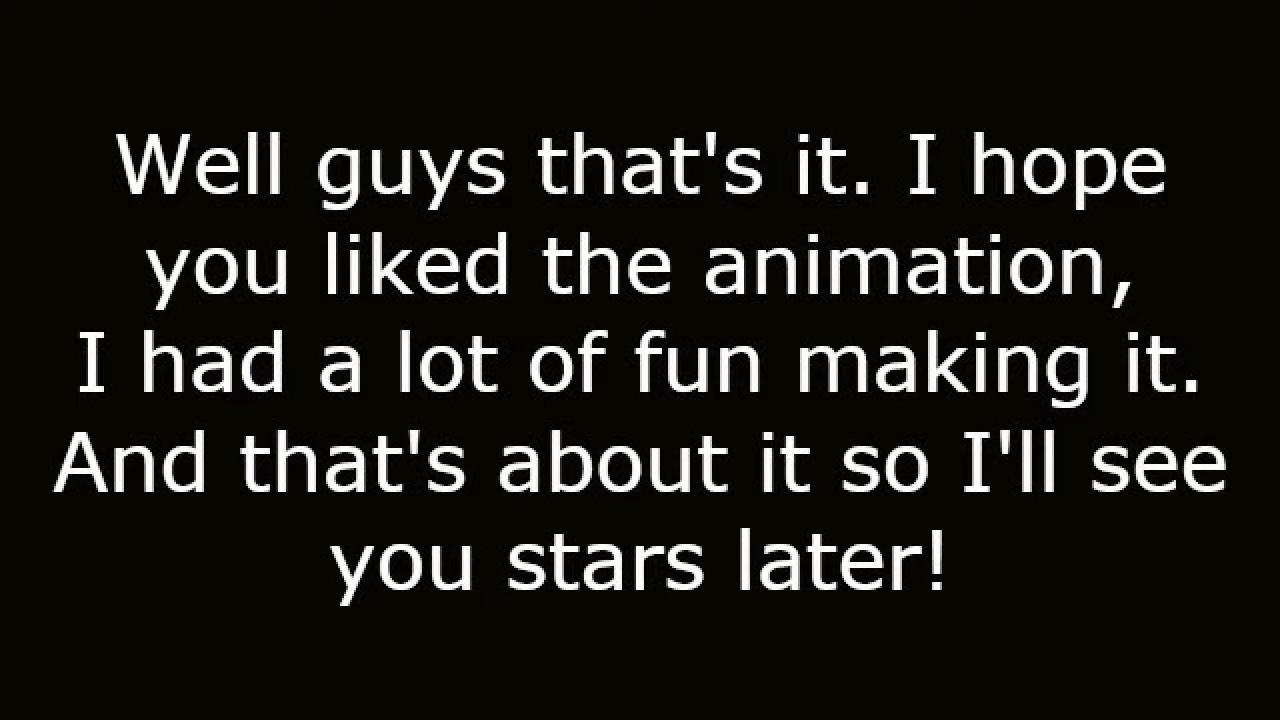 Well guys that's it. I hope
you liked the animation,
I had a lot of fun making it.
And that's about it so I'll see
you stars later!